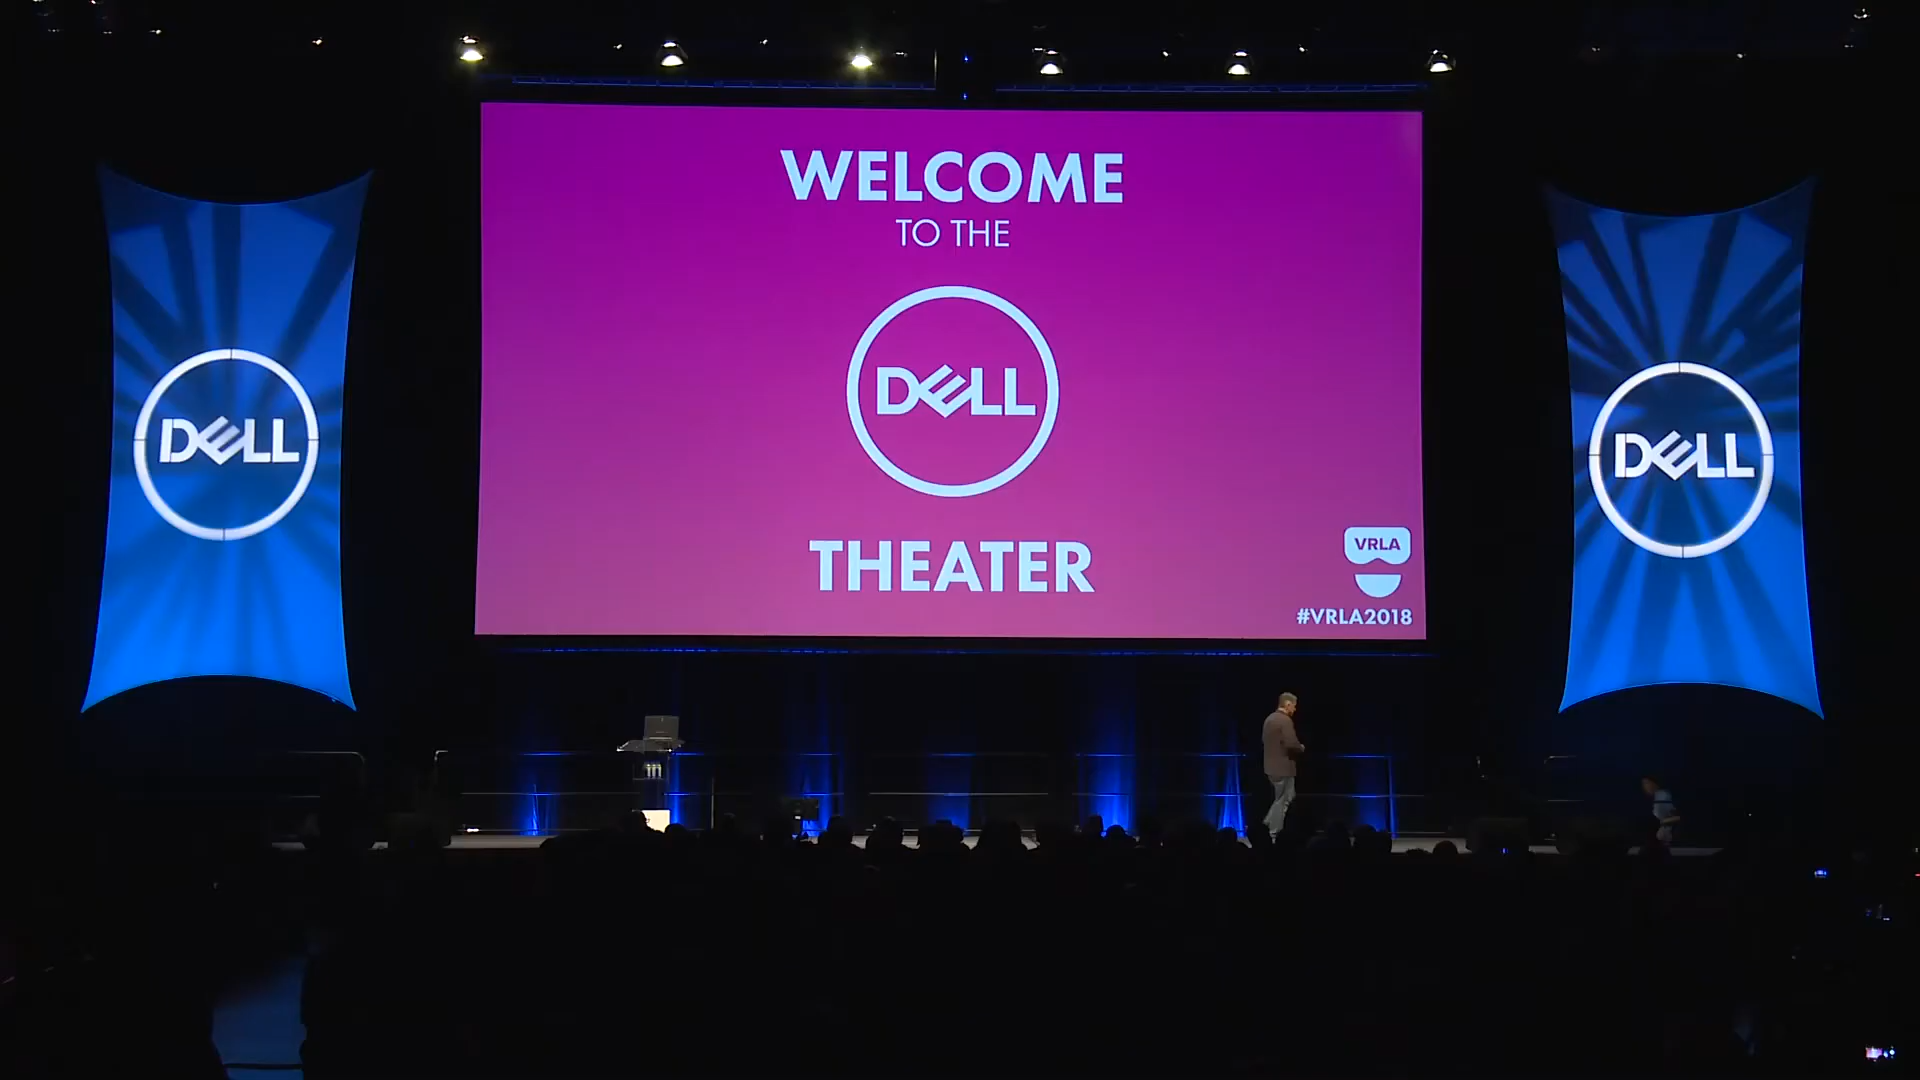 WELCOME
TO THE
DELL
THEATER
VRLA
#VRLA2018
DELL
DELL